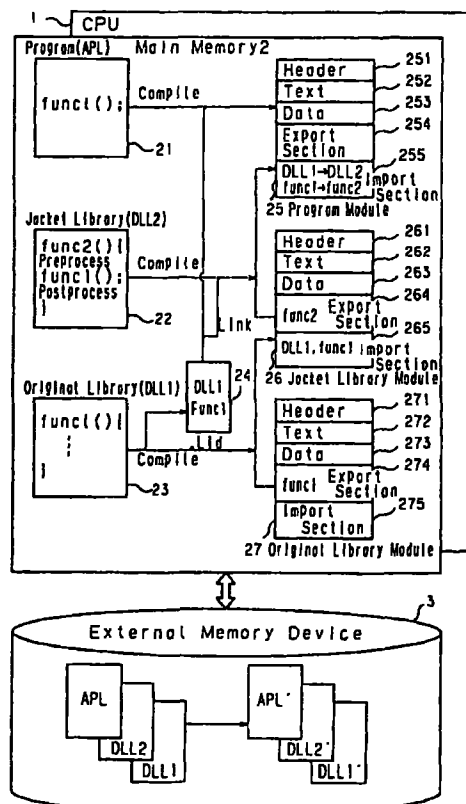 1
CPU
Program(APL)
Main Memory2
func1();
21
Compile
Header
251
Text
252
Data
253
Export
Section
254
DLL1→DLL2
func1→func2
Import
Section
255
25 Program Module
Jacket Library(DLL2)
func2(){
Preprocess
func1();
Postprocess
}
22
Compile
Link
Header
261
Text
262
Data
263
func2
Export
Section
264
DLL1,func1
Import
Section
265
26 Jacket Library Module
Original Library(DLL1)
func1(){
⋮
}
23
DLL1
Func1
24
.Lib
Compile
Header
271
Text
272
Data
273
func1
Export
Section
274
Import
Section
275
27 Original Library Module
External Memory Device
3
APL
DLL2
DLL1
APL'
DLL2'
DLL1'